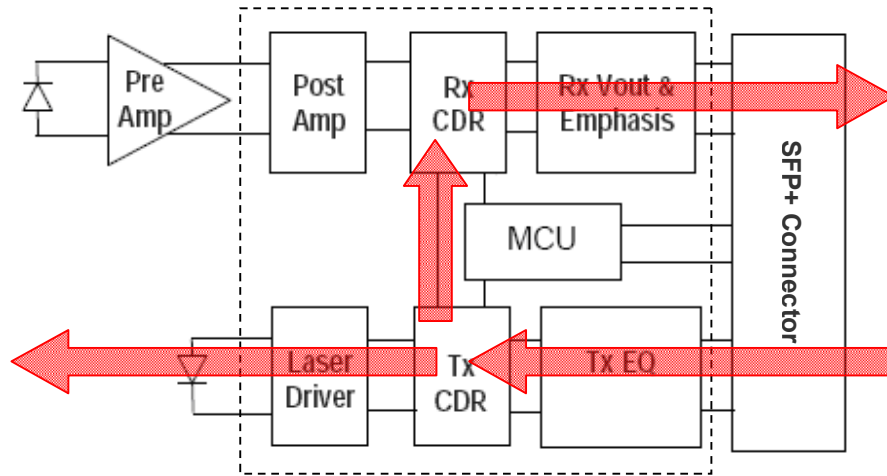 Pre
Amp
Post
Amp
Rx
CDR
Rx Vout &
Emphasis
SFP+ Connector
MCU
Laser
Driver
Tx
CDR
Tx EQ